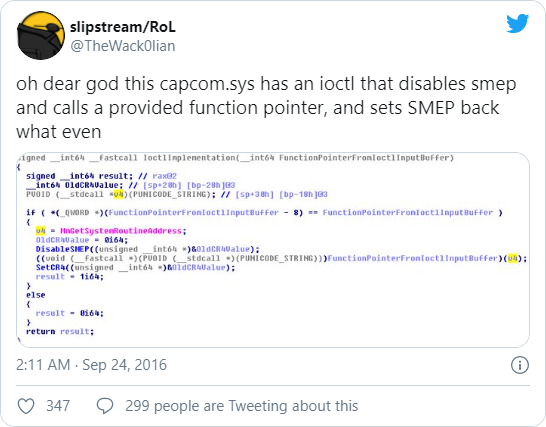 slipstream/RoL
@TheWack0lian
oh dear god this capcom.sys has an ioctl that disables smep
and calls a provided function pointer, and sets SMEP back
what even
signed __int64 __fastcall IoctlImplementation(__int64 FunctionPointerFromIoctlInputBuffer)
{
signed __int64 result; // rax@2
__int64 OldCR4Value; // [sp+20h] [bp-28h]@3
PVOID (__stdcall *v4)(PUNICODE_STRING); // [sp+30h] [bp-18h]@3
if ( *(_QWORD *)(FunctionPointerFromIoctlInputBuffer - 8) == FunctionPointerFromIoctlInputBuffer )
{
v4 = MmGetSystemRoutineAddress;
OldCR4Value = 0i64;
DisableSMEP((unsigned __int64 *)&OldCR4Value);
((void (__fastcall *)(PVOID (__stdcall *)(PUNICODE_STRING)))FunctionPointerFromIoctlInputBuffer)(v4);
SetCR4((unsigned __int64 *)&OldCR4Value);
result = 1i64;
}
else
{
result = 0i64;
}
return result;
}
2:11 AM · Sep 24, 2016
347
299 people are Tweeting about this